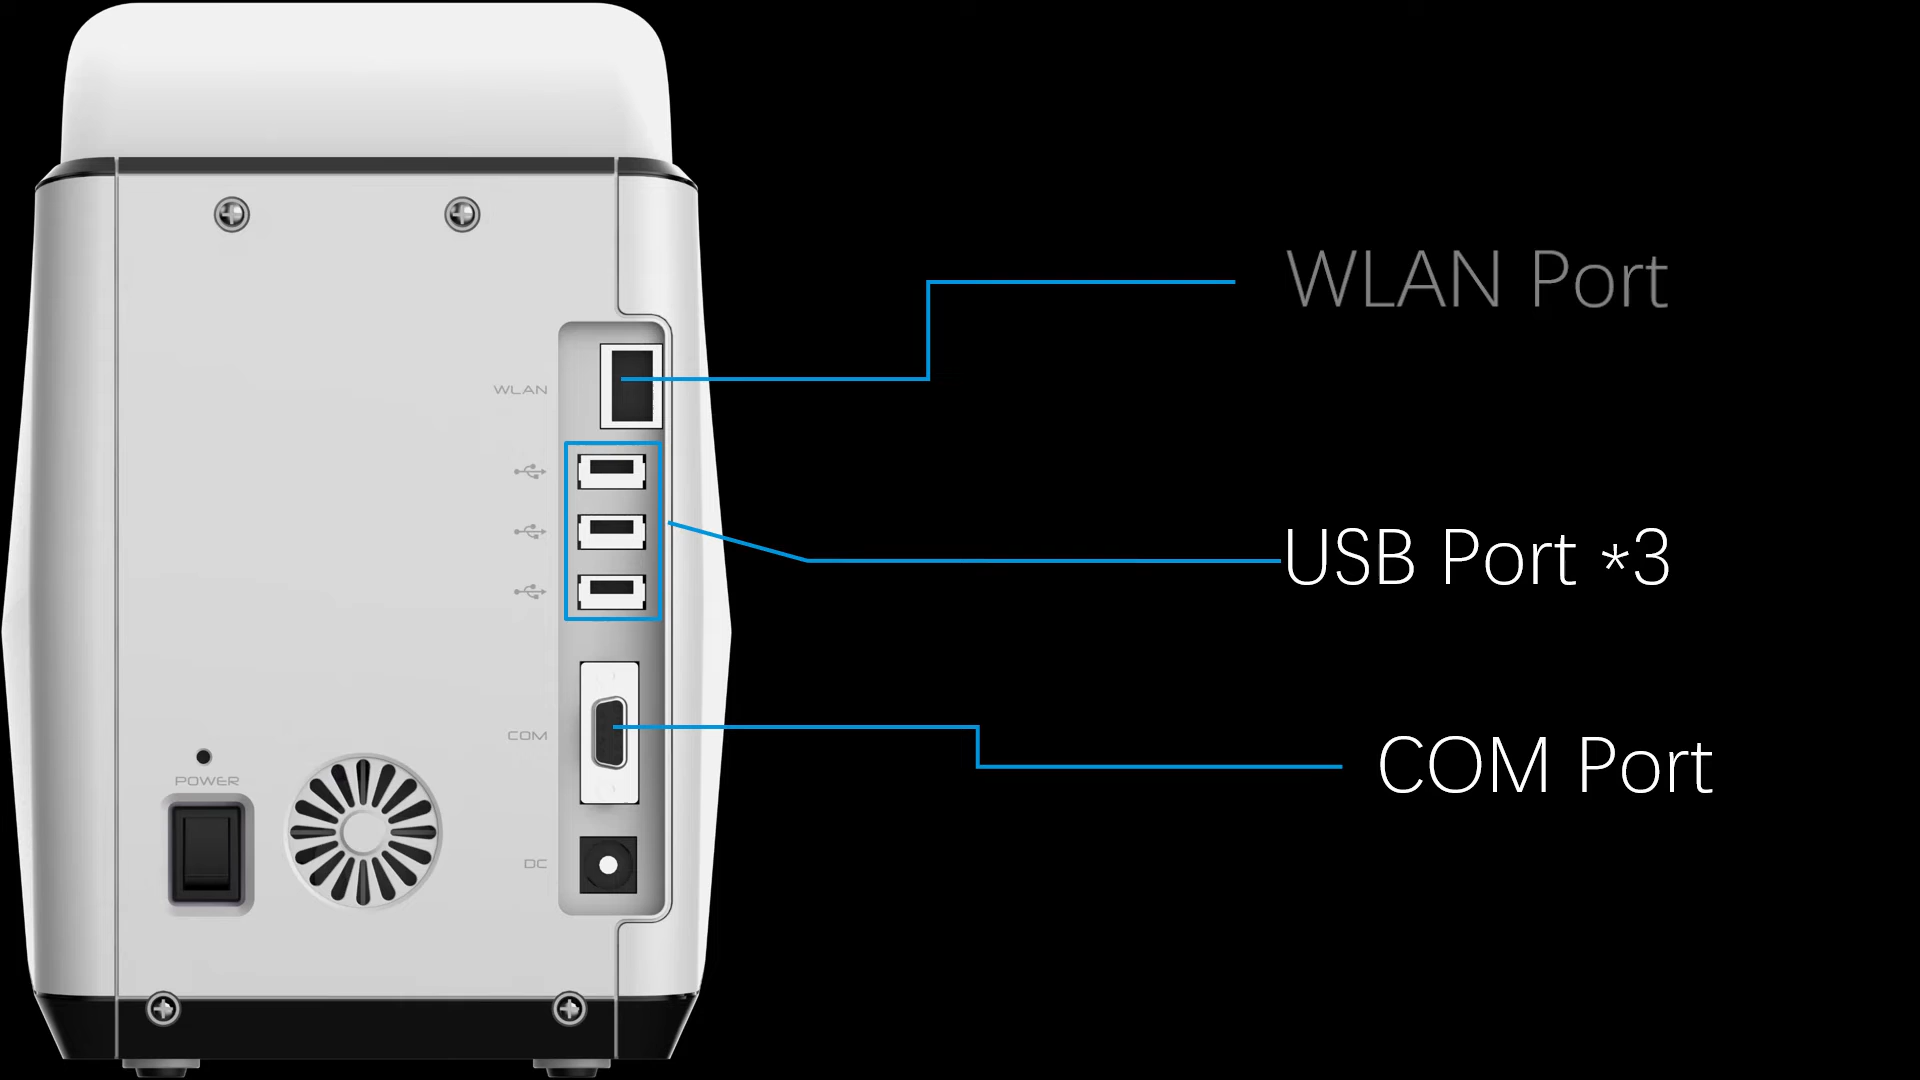 WLAN Port
WLAN
USB Port *3
COM
COM Port
POWER
DC